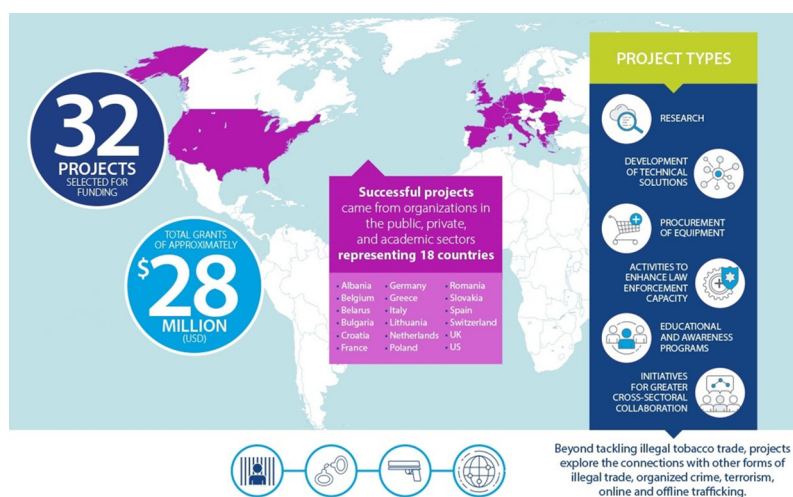 32
PROJECTS
SELECTED FOR
FUNDING
TOTAL GRANTS
OF APPROXIMATELY
$28
MILLION
(USD)
Successful projects
came from organizations in
the public, private,
and academic sectors
representing 18 countries
• Albania
• Belgium
• Belarus
• Bulgaria
• Croatia
• France
• Germany
• Greece
• Italy
• Lithuania
• Netherlands
• Poland
• Romania
• Slovakia
• Spain
• Switzerland
• UK
• US
PROJECT TYPES
RESEARCH
DEVELOPMENT
OF TECHNICAL
SOLUTIONS
PROCUREMENT
OF EQUIPMENT
ACTIVITIES TO
ENHANCE LAW
ENFORCEMENT
CAPACITY
EDUCATIONAL
AND AWARENESS
PROGRAMS
INITIATIVES
FOR GREATER
CROSS-SECTORAL
COLLABORATION
Beyond tackling illegal tobacco trade, projects
explore the connections with other forms of
illegal trade, organized crime, terrorism,
online and offline trafficking.